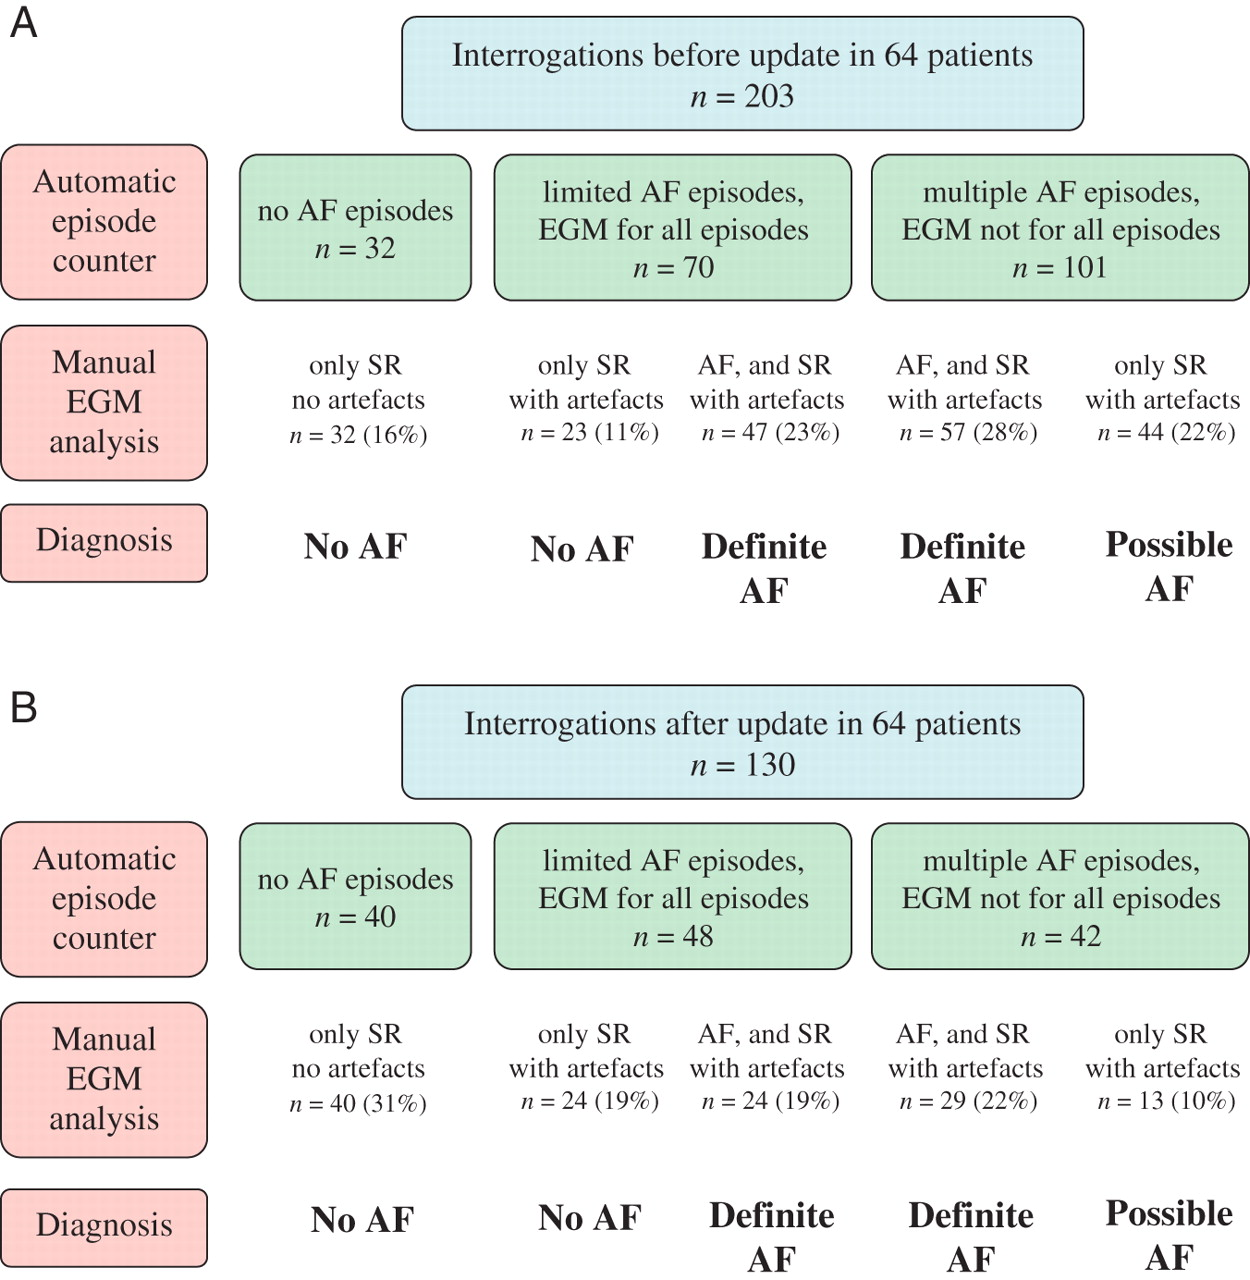 A
Interrogations before update in 64 patients
n = 203
Automatic
episode
counter
no AF episodes
n = 32
limited AF episodes,
EGM for all episodes
n = 70
multiple AF episodes,
EGM not for all episodes
n = 101
Manual
EGM
analysis
only SR
no artefacts
n = 32 (16%)
only SR
with artefacts
n = 23 (11%)
AF, and SR
with artefacts
n = 47 (23%)
AF, and SR
with artefacts
n = 57 (28%)
only SR
with artefacts
n = 44 (22%)
Diagnosis
No AF
No AF
Definite
AF
Definite
AF
Possible
AF
B
Interrogations after update in 64 patients
n = 130
Automatic
episode
counter
no AF episodes
n = 40
limited AF episodes,
EGM for all episodes
n = 48
multiple AF episodes,
EGM not for all episodes
n = 42
Manual
EGM
analysis
only SR
no artefacts
n = 40 (31%)
only SR
with artefacts
n = 24 (19%)
AF, and SR
with artefacts
n = 24 (19%)
AF, and SR
with artefacts
n = 29 (22%)
only SR
with artefacts
n = 13 (10%)
Diagnosis
No AF
No AF
Definite
AF
Definite
AF
Possible
AF